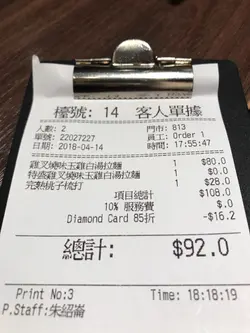 檯號: 14 客人單據
人數: 2 門市: 813
單號: 22027227 員工: Order 1
日期: 2018-04-14 時間: 17:55:47
雞叉燒味玉雞白湯拉麵 1 $80.0
特盛雞叉燒味玉雞白湯拉麵 1 $0.0
完熟桃子梳打 1 $28.0
項目總計 $108.0
10% 服務費 $0.0
Diamond Card 85折 -$16.2
總計: $92.0
Print No:3 Time: 18:18:19
P.Staff:朱紹崙